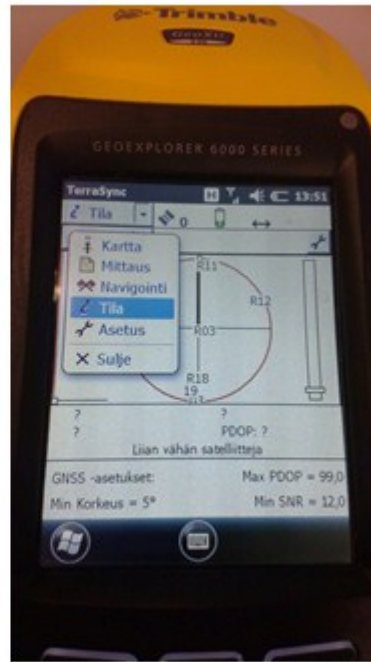 Trimble
GeoXH
GEOEXPLORER 6000 SERIES
TerraSync 13:51
Tila 0
Kartta
Mittaus
Navigointi
Tila
Asetus
Sulje
R11
R12
R03
R18
19
? ?
? PDOP: ?
Liian vähän satelliitteja
GNSS -asetukset: Max PDOP = 99,0
Min Korkeus = 5° Min SNR = 12,0